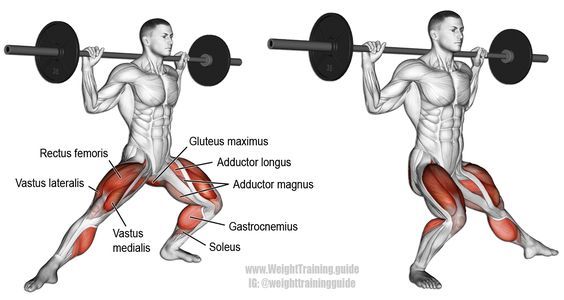 Gluteus maximus
Rectus femoris
Adductor longus
Vastus lateralis
Adductor magnus
Gastrocnemius
Vastus
medialis
Soleus
www.WeightTraining.guide
IG: @weighttrainingguide